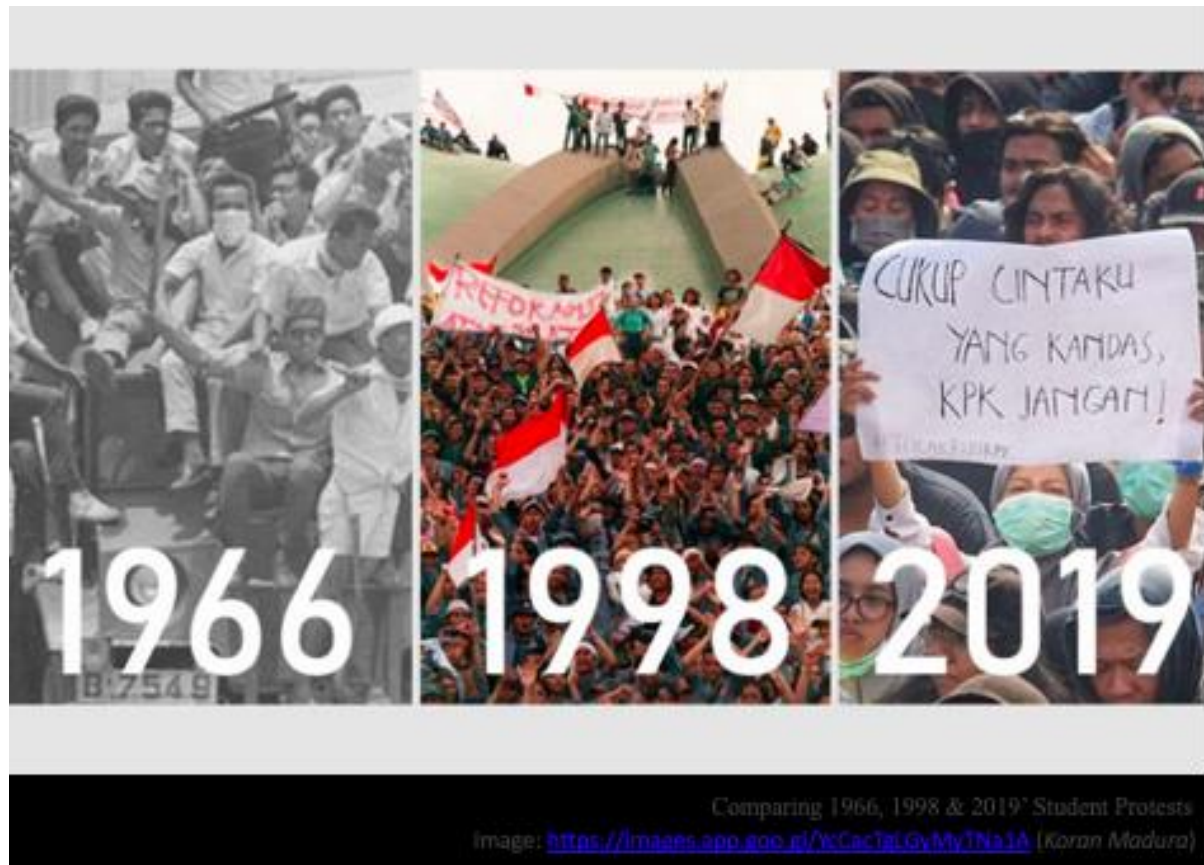 1966
B 7549
1998
2019
CUKUP CINTAKU
YANG KANDAS,
KPK JANGAN!
Comparing 1966, 1998 & 2019' Student Protests
Image: (Koran Madura)